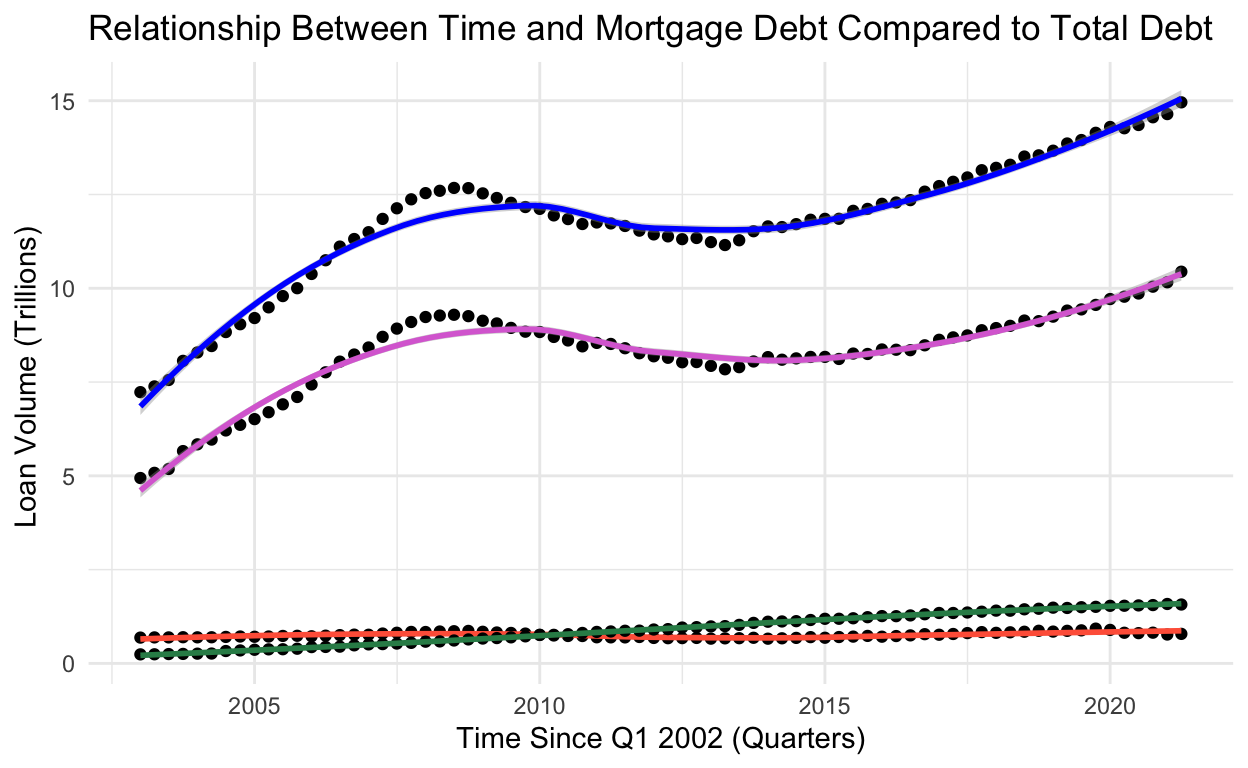 Relationship Between Time and Mortgage Debt Compared to Total Debt
Loan Volume (Trillions)
15
10
5
0
2005 2010 2015 2020
Time Since Q1 2002 (Quarters)